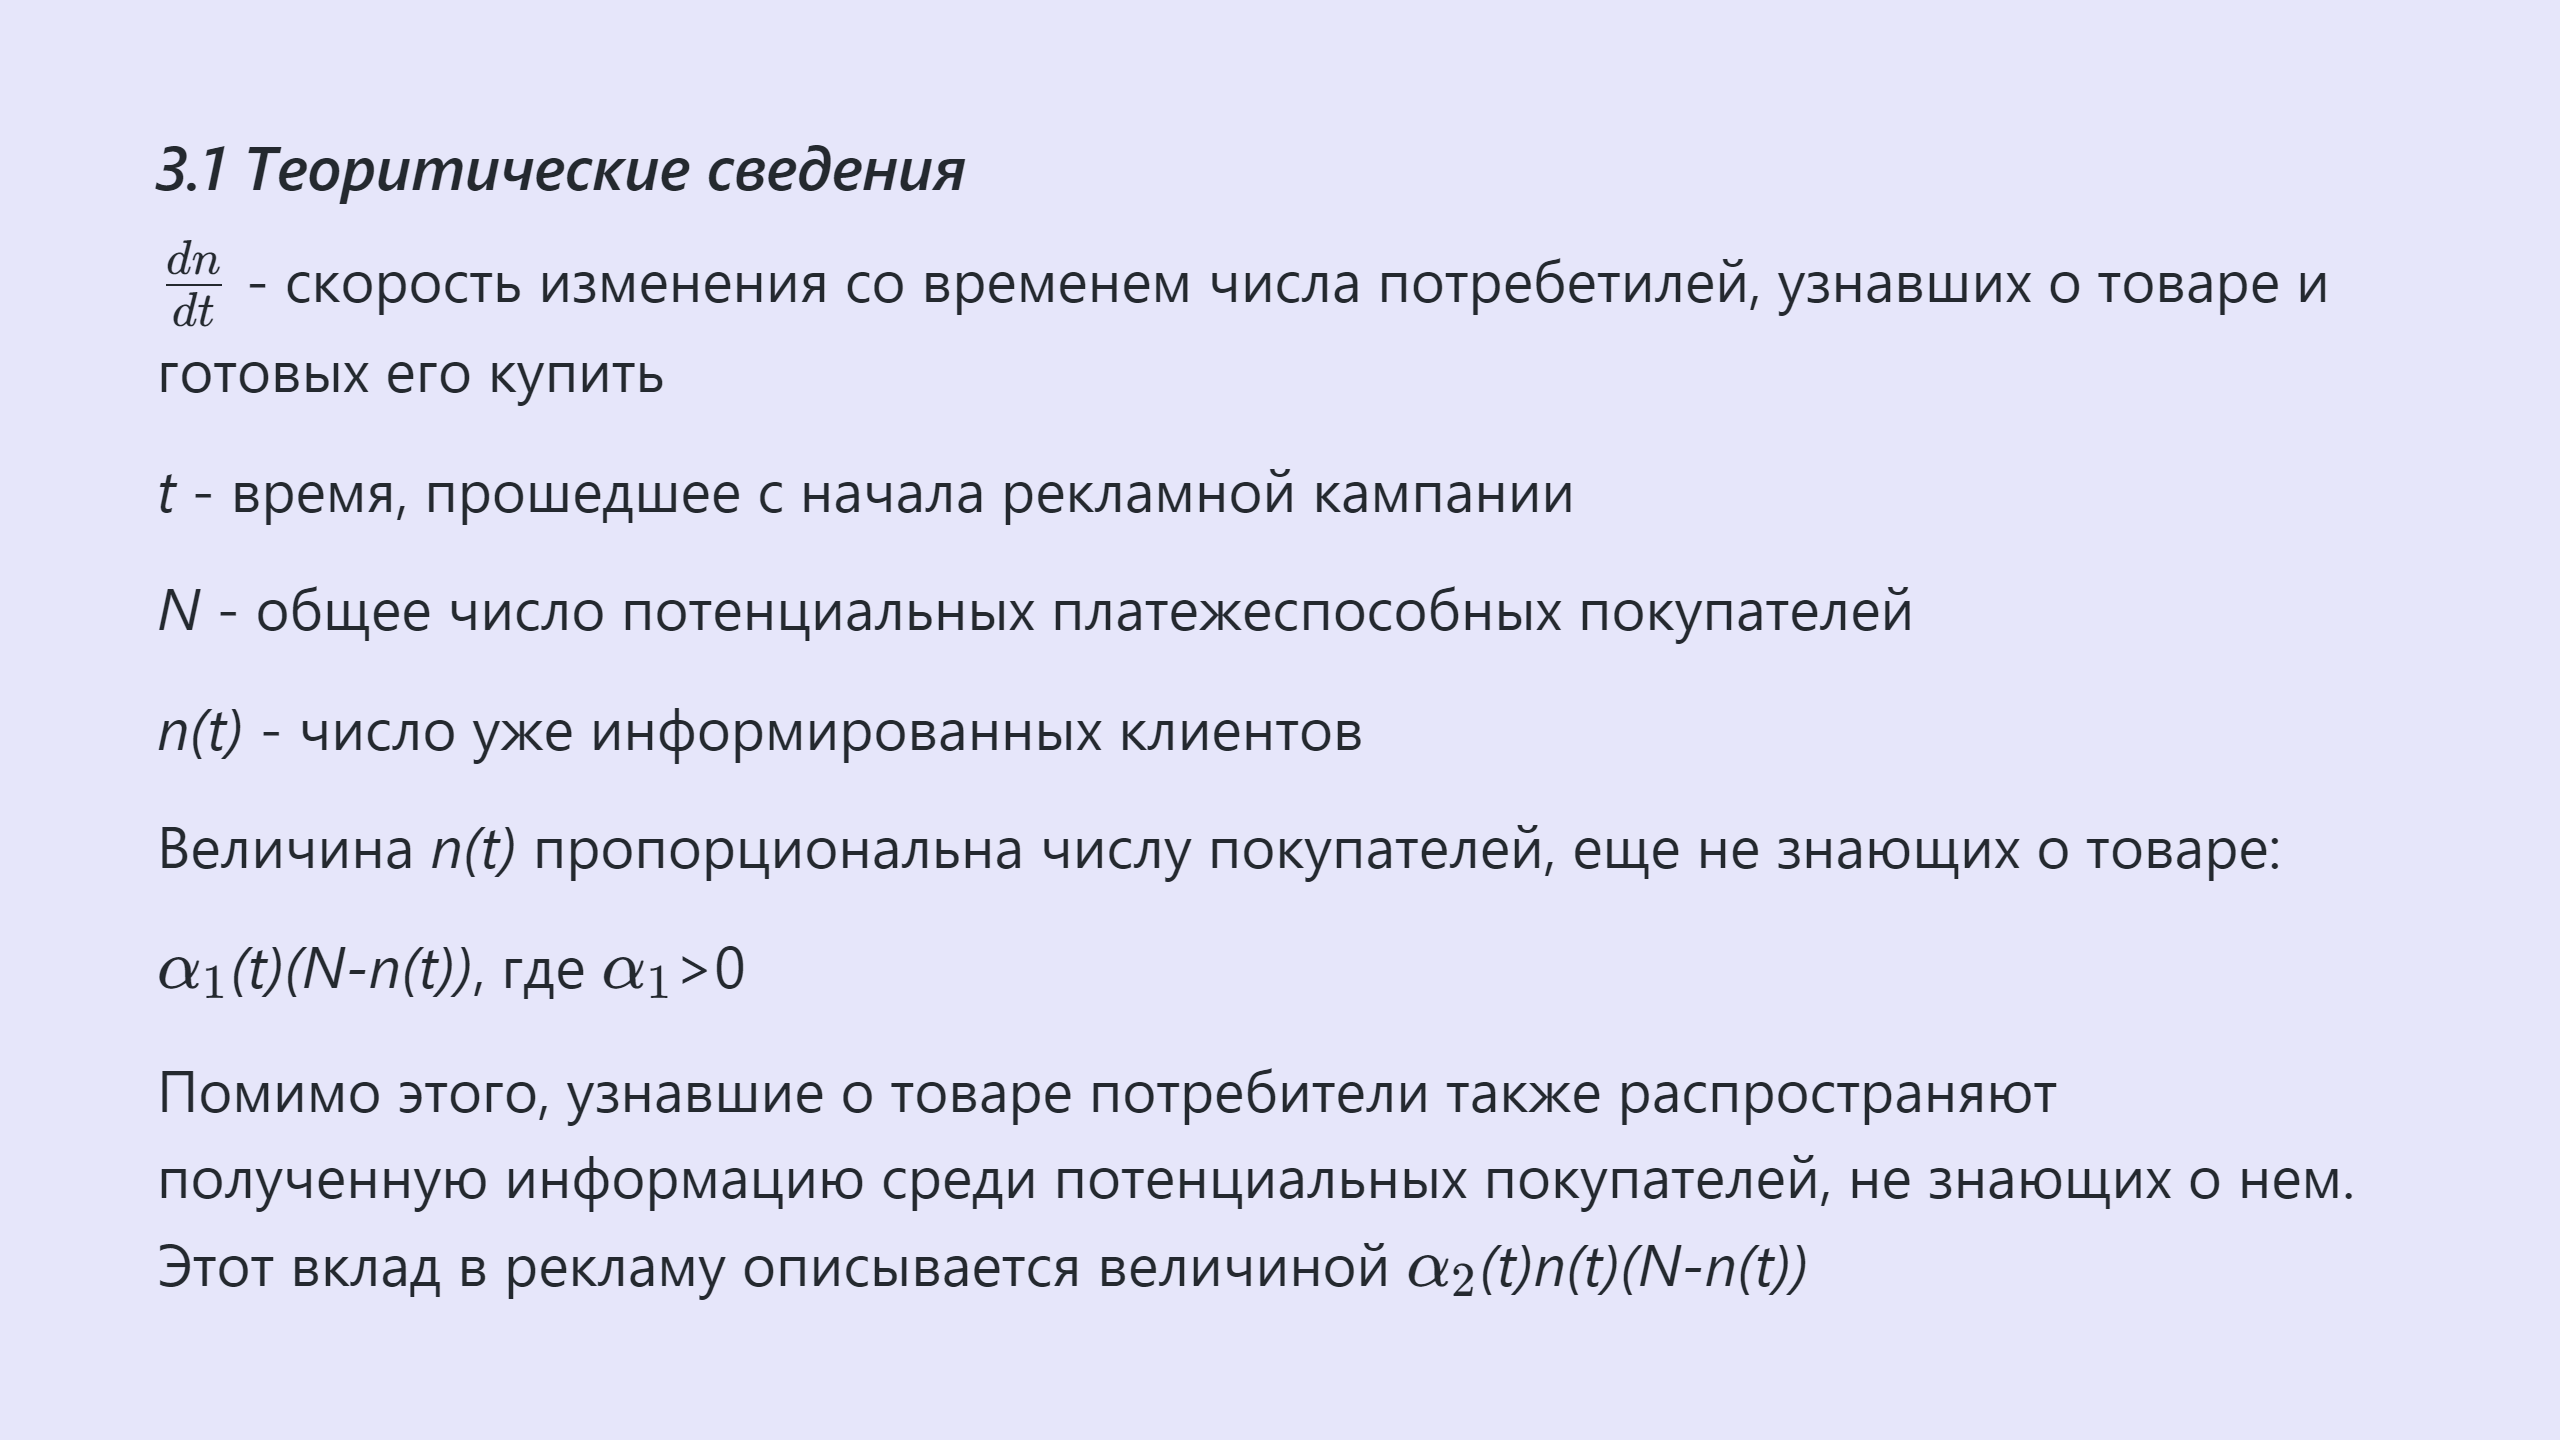 3.1 Теоритические сведения
dn/dt - скорость изменения со временем числа потребетилей, узнавших о товаре и
готовых его купить
t - время, прошедшее с начала рекламной кампании
N - общее число потенциальных платежеспособных покупателей
n(t) - число уже информированных клиентов
Величина n(t) пропорциональна числу покупателей, еще не знающих о товаре:
α₁(t)(N-n(t)), где α₁>0
Помимо этого, узнавшие о товаре потребители также распространяют
полученную информацию среди потенциальных покупателей, не знающих о нем.
Этот вклад в рекламу описывается величиной α₂(t)n(t)(N-n(t))